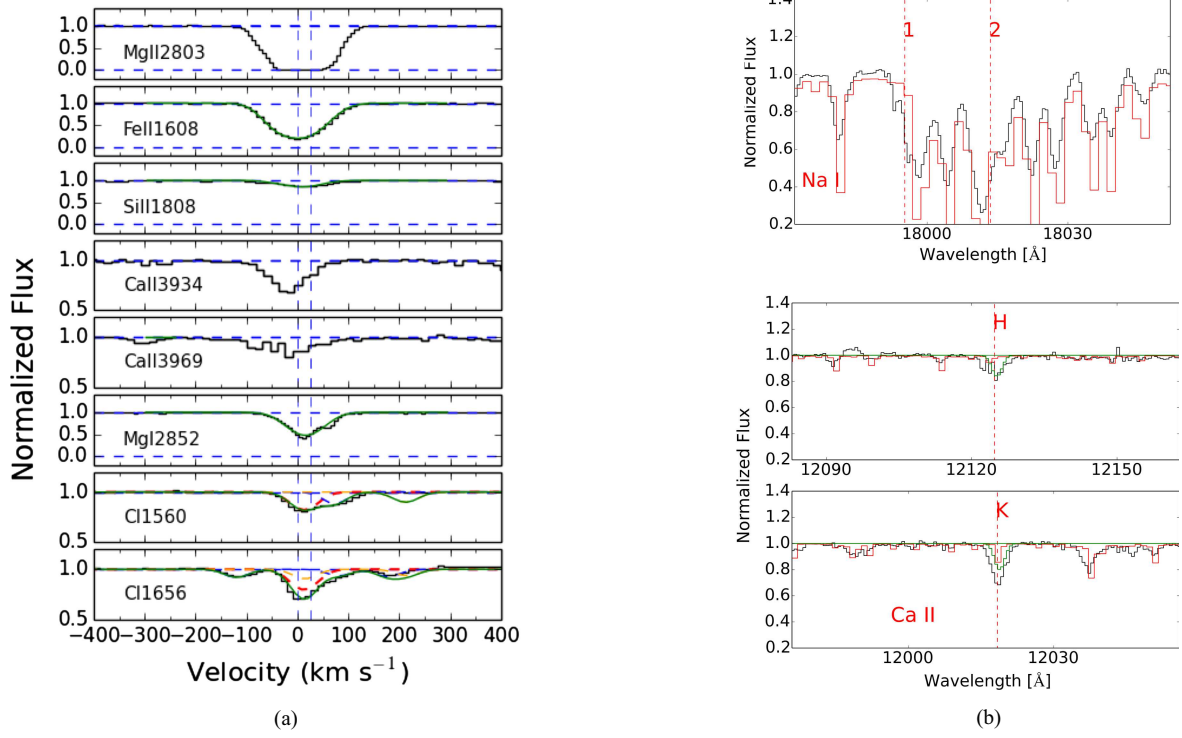 Normalized Flux
1.0
0.5
0.0
MgII2803
1.0
0.5
0.0
FeII1608
1.0
0.5
0.0
SiII1808
1.0
0.5
CaII3934
1.0
0.5
CaII3969
1.0
0.5
0.0
MgI2852
1.0
0.5
CI1560
1.0
0.5
CI1656
−400 −300 −200 −100 0 100 200 300 400
Velocity (km s−1)
(a)
Normalized Flux
1.4
1.2
1.0
0.8
0.6
0.4
0.2
1 2
Na I
18000 18030
Wavelength [Å]
Normalized Flux
1.4
1.2
1.0
0.8
0.6
0.4
0.2
H
12090 12120 12150
Normalized Flux
1.4
1.2
1.0
0.8
0.6
0.4
0.2
K
Ca II
12000 12030
Wavelength [Å]
(b)